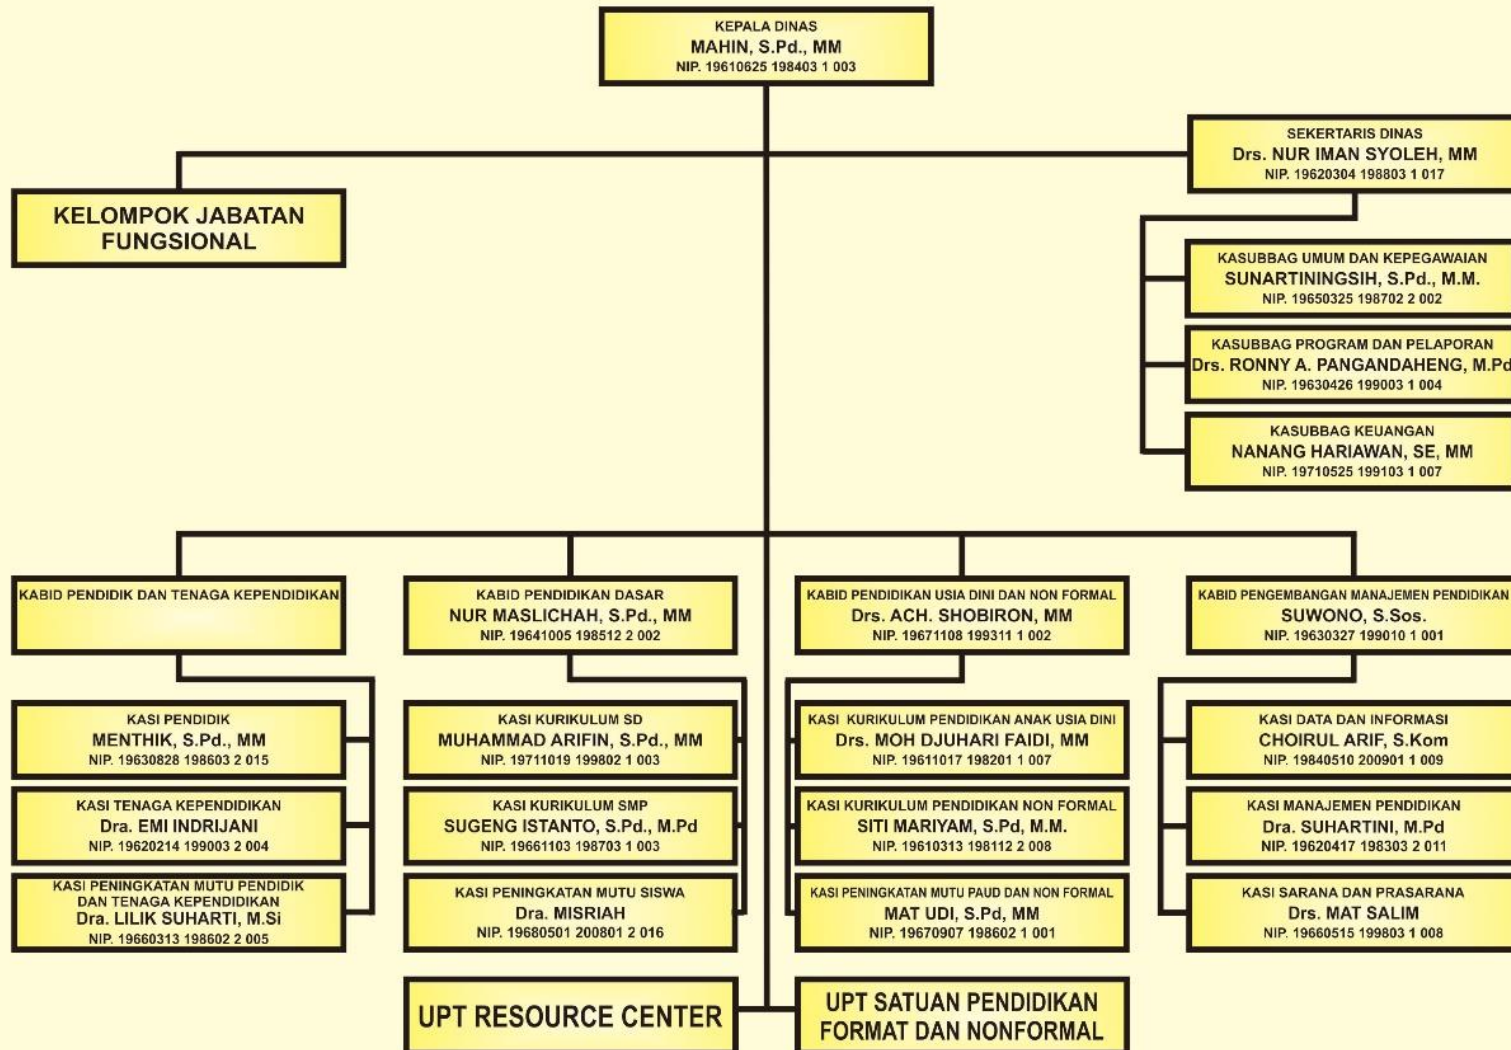 KEPALA DINAS
MAHIN, S.Pd., MM
NIP. 19610625 198403 1 003
SEKERTARIS DINAS
Drs. NUR IMAN SYOLEH, MM
NIP. 19620304 198803 1 017
KELOMPOK JABATAN
FUNGSIONAL
KASUBBAG UMUM DAN KEPEGAWAIAN
SUNARTININGSIH, S.Pd., M.M.
NIP. 19650325 198702 2 002
KASUBBAG PROGRAM DAN PELAPORAN
Drs. RONNY A. PANGANDAHENG, M.Pd
NIP. 19630426 199003 1 004
KASUBBAG KEUANGAN
NANANG HARIAWAN, SE, MM
NIP. 19710525 199103 1 007
KABID PENDIDIK DAN TENAGA KEPENDIDIKAN
KABID PENDIDIKAN DASAR
NUR MASLICHAH, S.Pd., MM
NIP. 19641005 198512 2 002
KABID PENDIDIKAN USIA DINI DAN NON FORMAL
Drs. ACH. SHOBIRON, MM
NIP. 19671108 199311 1 002
KABID PENGEMBANGAN MANAJEMEN PENDIDIKAN
SUWONO, S.Sos.
NIP. 19630327 199010 1 001
KASI PENDIDIK
MENTHIK, S.Pd., MM
NIP. 19630828 198603 2 015
KASI KURIKULUM SD
MUHAMMAD ARIFIN, S.Pd., MM
NIP. 19711019 199802 1 003
KASI KURIKULUM PENDIDIKAN ANAK USIA DINI
Drs. MOH DJUHARI FAIDI, MM
NIP. 19611017 198201 1 007
KASI DATA DAN INFORMASI
CHOIRUL ARIF, S.Kom
NIP. 19840510 200901 1 009
KASI TENAGA KEPENDIDIKAN
Dra. EMI INDRIJANI
NIP. 19620214 199003 2 004
KASI KURIKULUM SMP
SUGENG ISTANTO, S.Pd., M.Pd
NIP. 19661103 198703 1 003
KASI KURIKULUM PENDIDIKAN NON FORMAL
SITI MARIYAM, S.Pd, M.M.
NIP. 19610313 198112 2 008
KASI MANAJEMEN PENDIDIKAN
Dra. SUHARTINI, M.Pd
NIP. 19620417 198303 2 011
KASI PENINGKATAN MUTU PENDIDIK
DAN TENAGA KEPENDIDIKAN
Dra. LILIK SUHARTI, M.Si
NIP. 19660313 198602 2 005
KASI PENINGKATAN MUTU SISWA
Dra. MISRIAH
NIP. 19680501 200801 2 016
KASI PENINGKATAN MUTU PAUD DAN NON FORMAL
MAT UDI, S.Pd, MM
NIP. 19670907 198602 1 001
KASI SARANA DAN PRASARANA
Drs. MAT SALIM
NIP. 19660515 199803 1 008
UPT RESOURCE CENTER
UPT SATUAN PENDIDIKAN
FORMAT DAN NONFORMAL